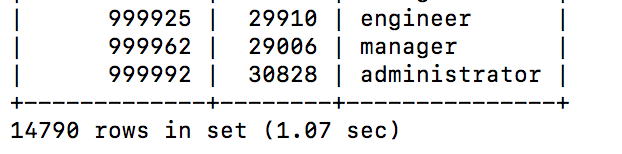 |       999925 |  29910 | engineer      |
|       999962 |  29006 | manager       |
|       999992 |  30828 | administrator |
+--------------+--------+---------------+
14790 rows in set (1.07 sec)